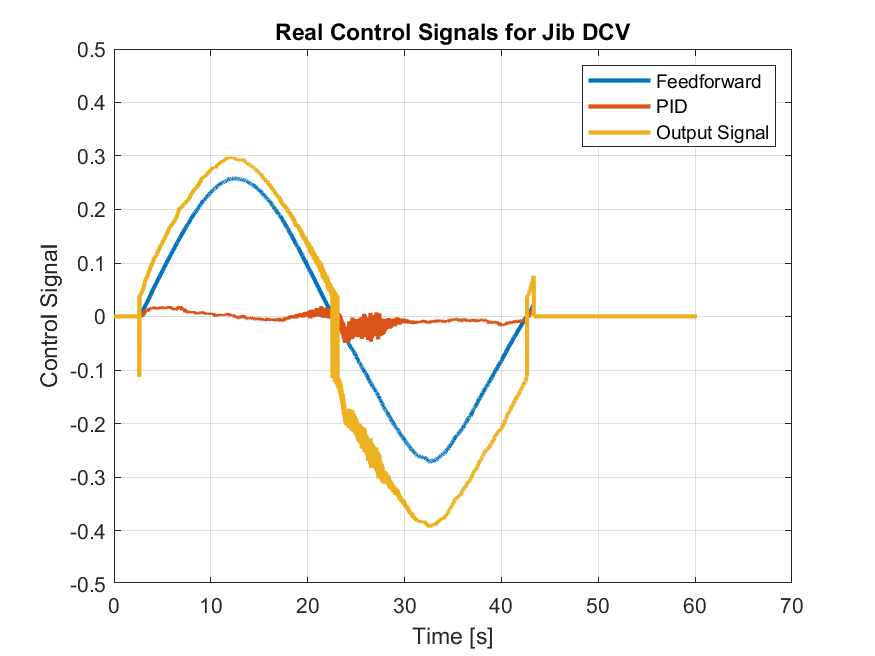 Real Control Signals for Jib DCV
Feedforward
PID
Output Signal
Control Signal
0.5
0.4
0.3
0.2
0.1
0
-0.1
-0.2
-0.3
-0.4
-0.5
0 10 20 30 40 50 60 70
Time [s]